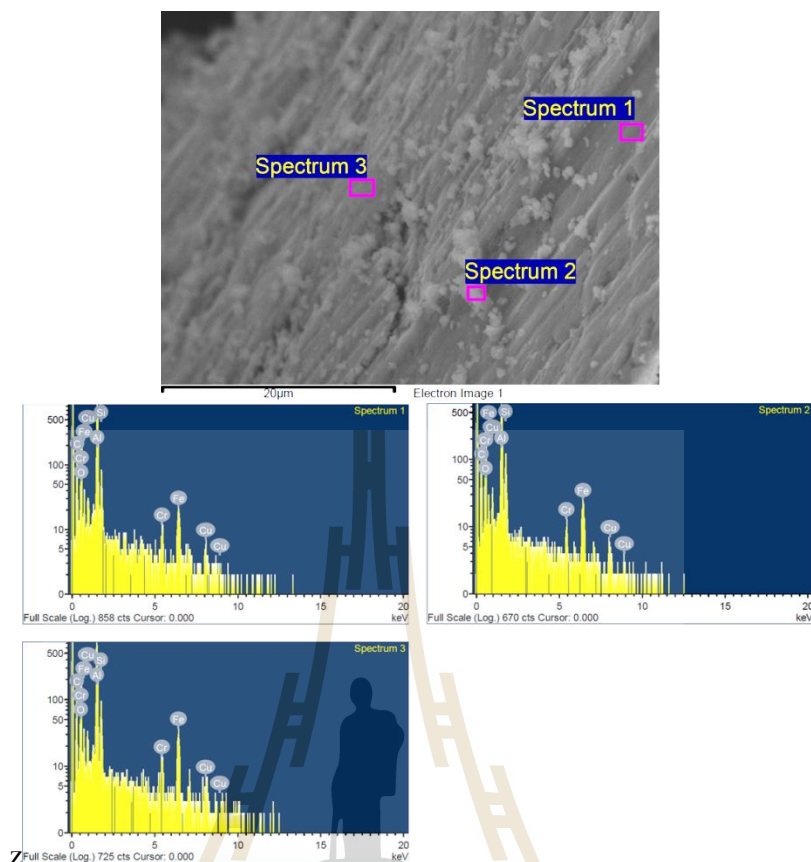 Spectrum 1
Spectrum 3
Spectrum 2
20µm Electron Image 1
Spectrum 1
500
100
50
10
5
0
Cu
Si
Fe
C
Al
Cr
O
Cr
Fe
Cu
Cu
0 5 10 15 20
Full Scale (Log.) 858 cts Cursor: 0.000 keV
Spectrum 2
500
100
50
10
5
0
Fe
Si
Cu
Cr
Al
C
O
Cr
Fe
Cu
Cu
0 5 10 15 20
Full Scale (Log.) 670 cts Cursor: 0.000 keV
Spectrum 3
500
100
50
10
5
0
Cu
Si
Fe
C
Al
Cr
O
Cr
Fe
Cu
Cu
0 5 10 15 20
Full Scale (Log.) 725 cts Cursor: 0.000 keV
z